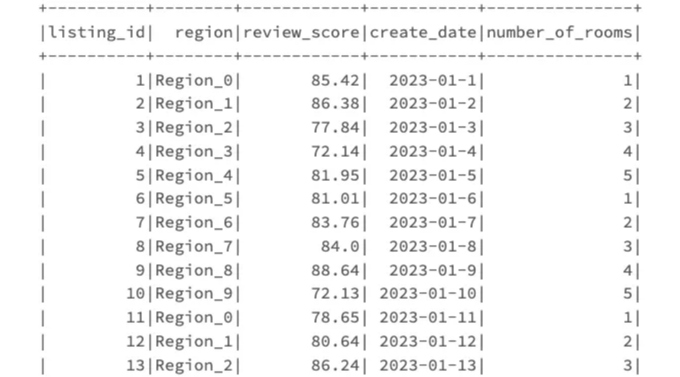 +----------+--------+------------+-----------+---------------+
|listing_id|  region|review_score|create_date|number_of_rooms|
+----------+--------+------------+-----------+---------------+
|         1|Region_0|       85.42|  2023-01-1|              1|
|         2|Region_1|       86.38|  2023-01-2|              2|
|         3|Region_2|       77.84|  2023-01-3|              3|
|         4|Region_3|       72.14|  2023-01-4|              4|
|         5|Region_4|       81.95|  2023-01-5|              5|
|         6|Region_5|       81.01|  2023-01-6|              1|
|         7|Region_6|       83.76|  2023-01-7|              2|
|         8|Region_7|        84.0|  2023-01-8|              3|
|         9|Region_8|       88.64|  2023-01-9|              4|
|        10|Region_9|       72.13| 2023-01-10|              5|
|        11|Region_0|       78.65| 2023-01-11|              1|
|        12|Region_1|       80.64| 2023-01-12|              2|
|        13|Region_2|       86.24| 2023-01-13|              3|